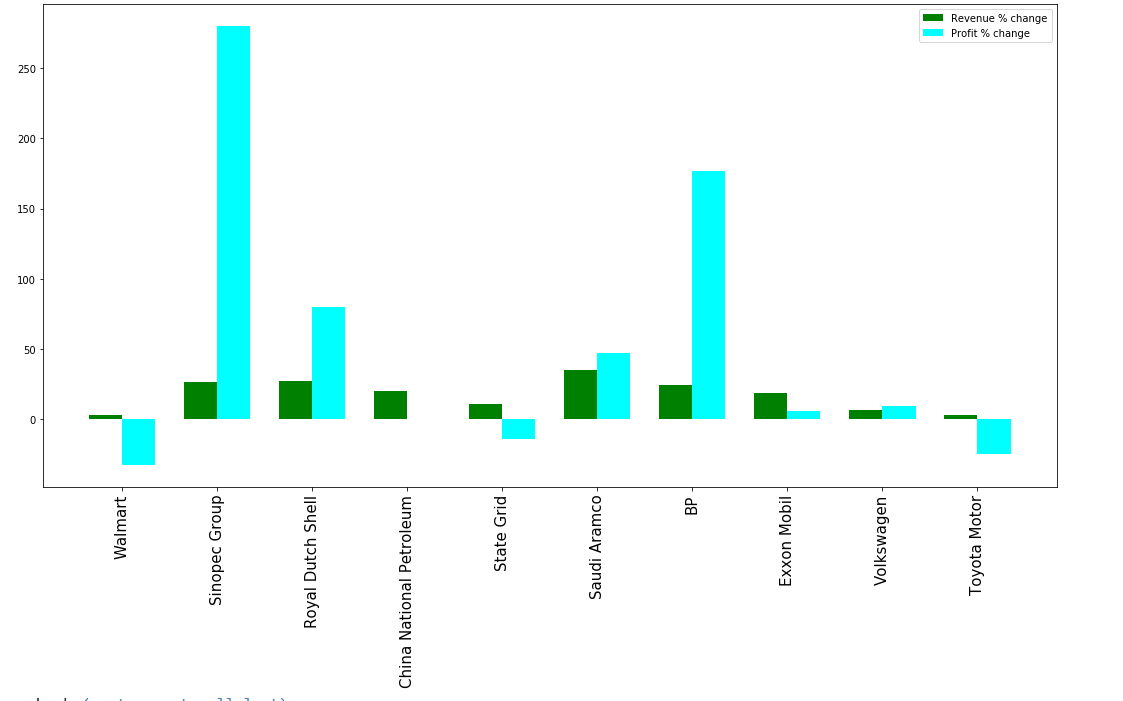 Revenue % change
Profit % change
250
200
150
100
50
0
Walmart
Sinopec Group
Royal Dutch Shell
China National Petroleum
State Grid
Saudi Aramco
BP
Exxon Mobil
Volkswagen
Toyota Motor